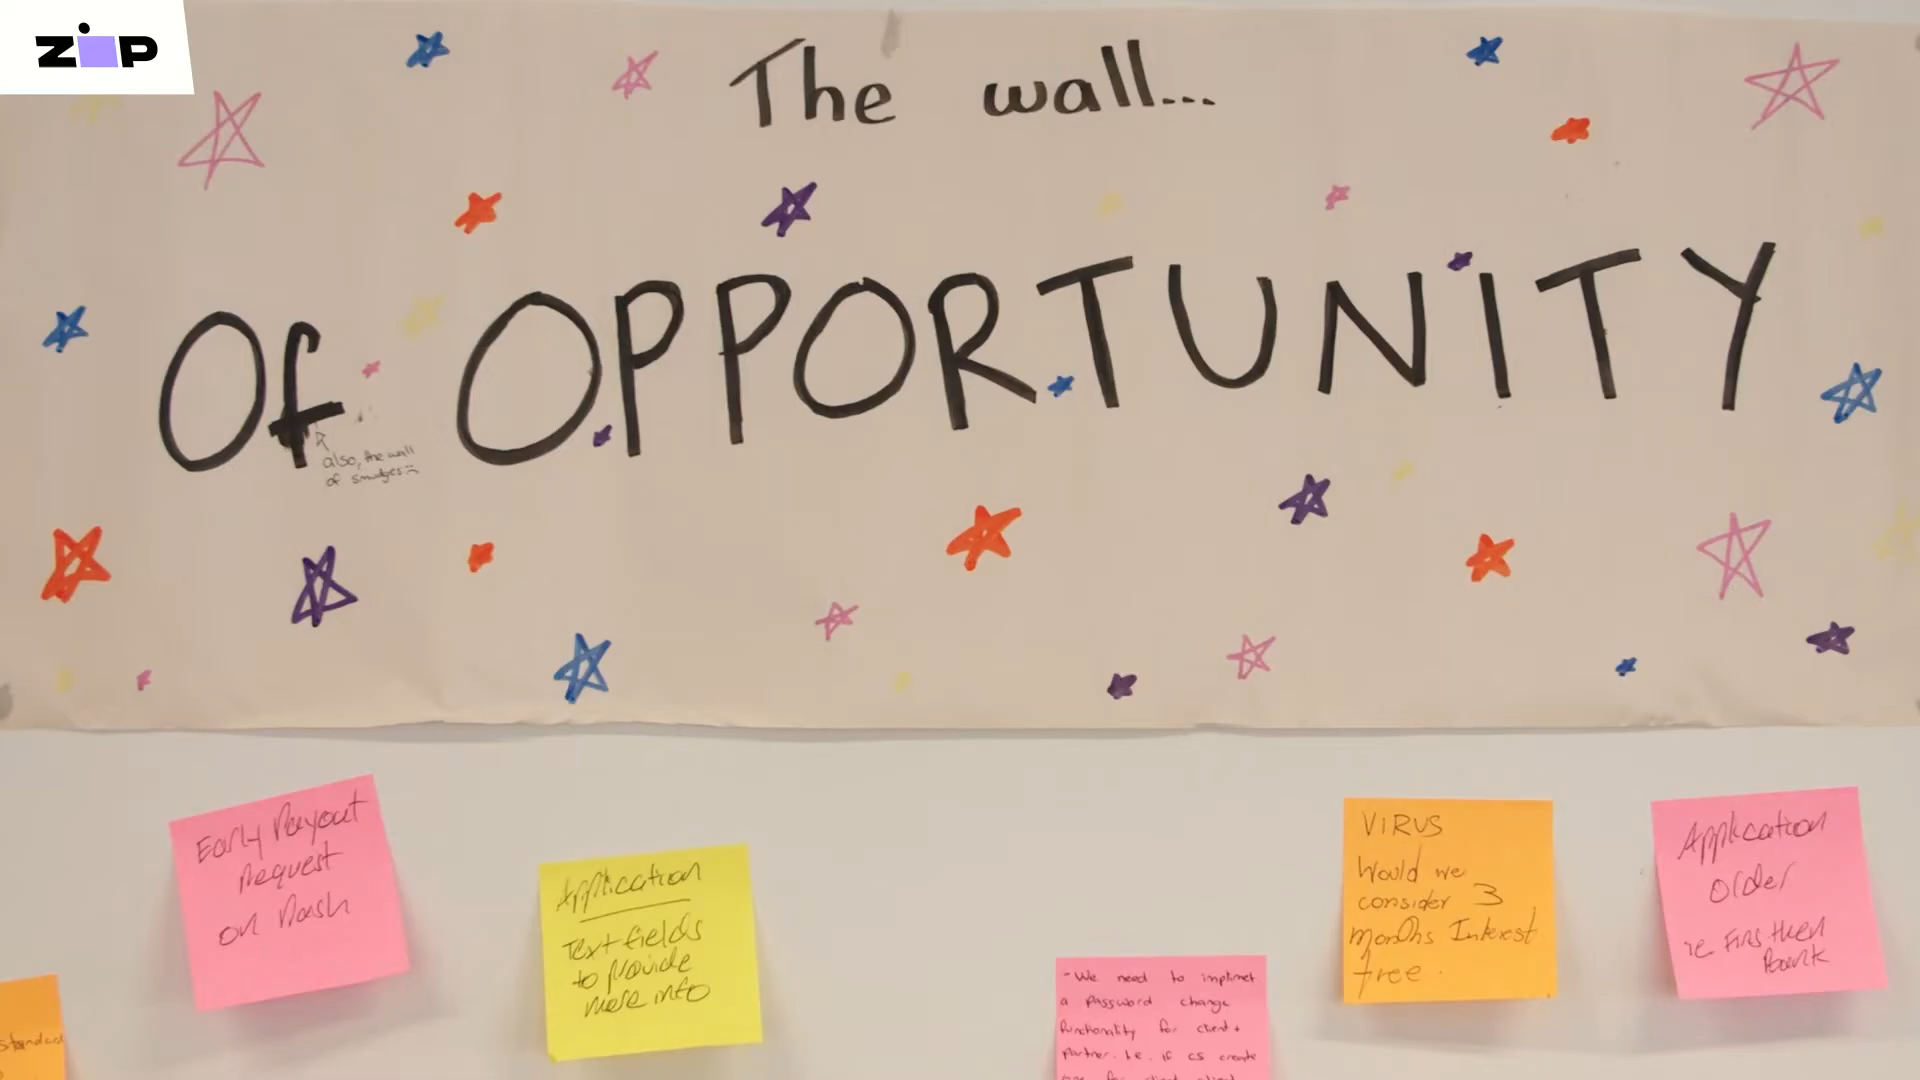 ZIP
The wall...
Of OPPORTUNITY
also, the wall
of smudges
Early Payout
Request
on Dash
Application
Text fields
to provide
more info
-We need to implmet
a password change
functionality for client +
partner. i.e. if cs create
VIRUS
Would we
consider 3
months Interest
free.
Application
order
ie Fins then
Bank
standard